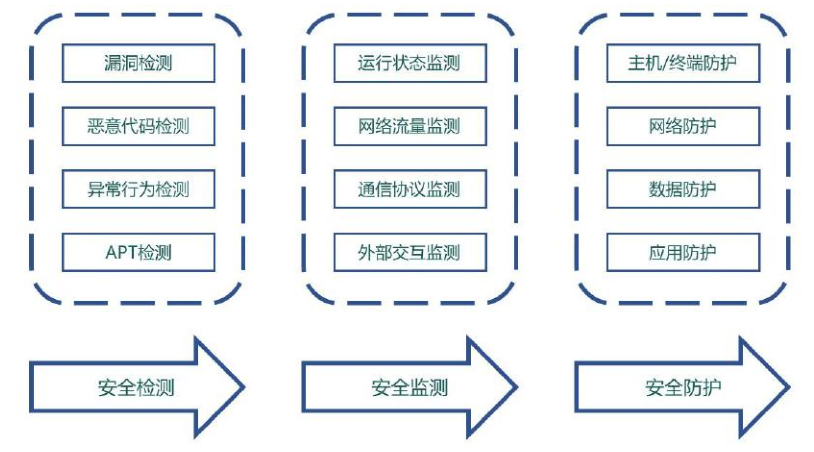 漏洞检测
恶意代码检测
异常行为检测
APT检测
安全检测
运行状态监测
网络流量监测
通信协议监测
外部交互监测
安全监测
主机/终端防护
网络防护
数据防护
应用防护
安全防护